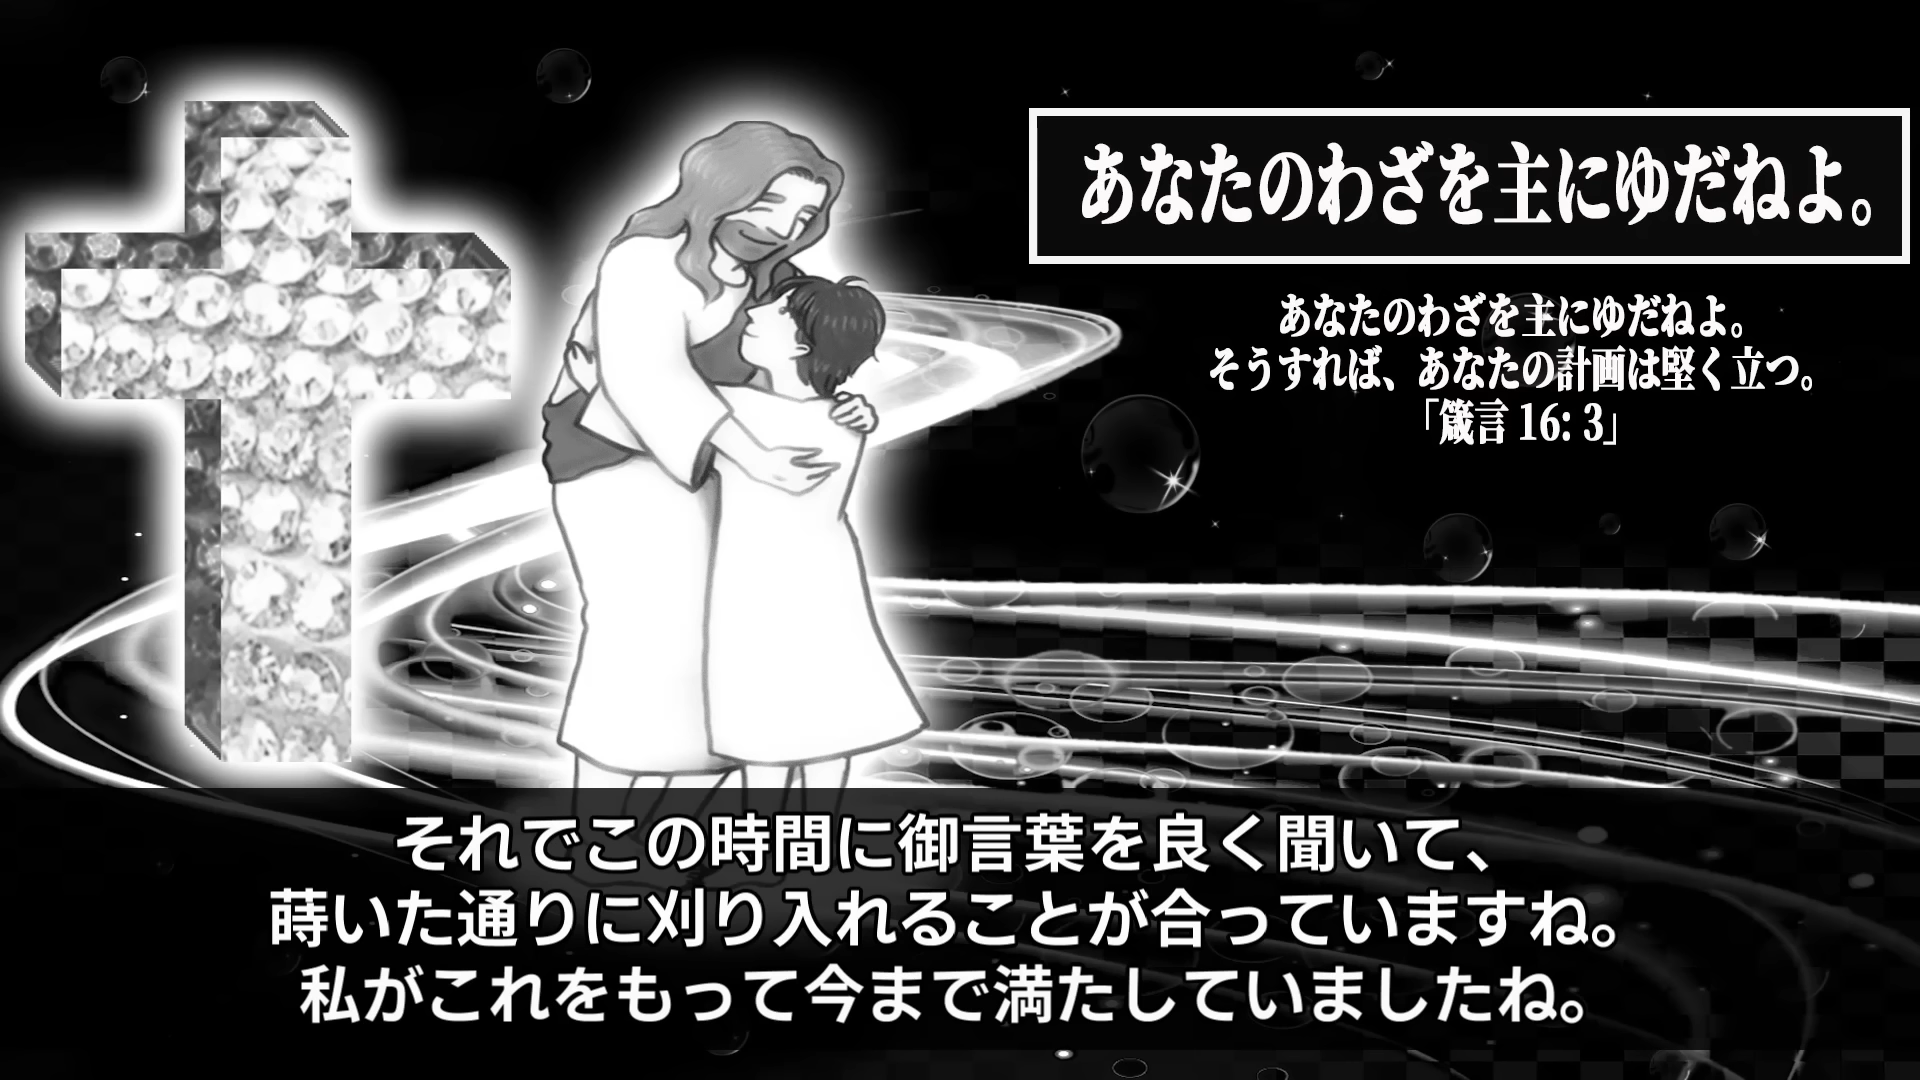 あなたのわざを主にゆだねよ。
あなたのわざを主にゆだねよ。
そうすれば、あなたの計画は堅く立つ。
「箴言 16: 3」
それでこの時間に御言葉を良く聞いて、
蒔いた通りに刈り入れることが合っていますね。
私がこれをもって今まで満たしていましたね。